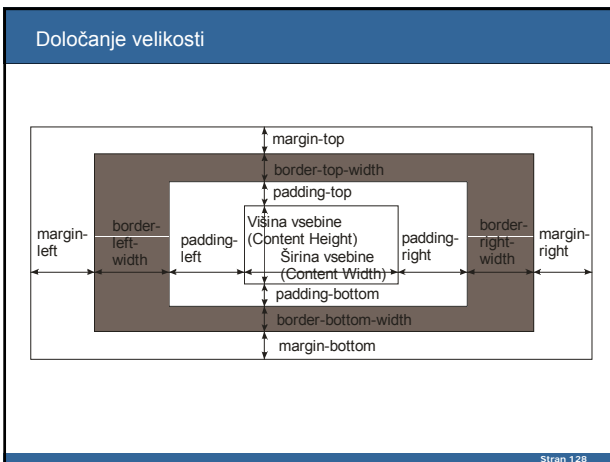 Določanje velikosti
margin-top
border-top-width
padding-top
margin-
left
border-
left-
width
padding-
left
Višina vsebine
(Content Height)
Širina vsebine
(Content Width)
padding-
right
border-
right-
width
margin-
right
padding-bottom
border-bottom-width
margin-bottom
Stran 128